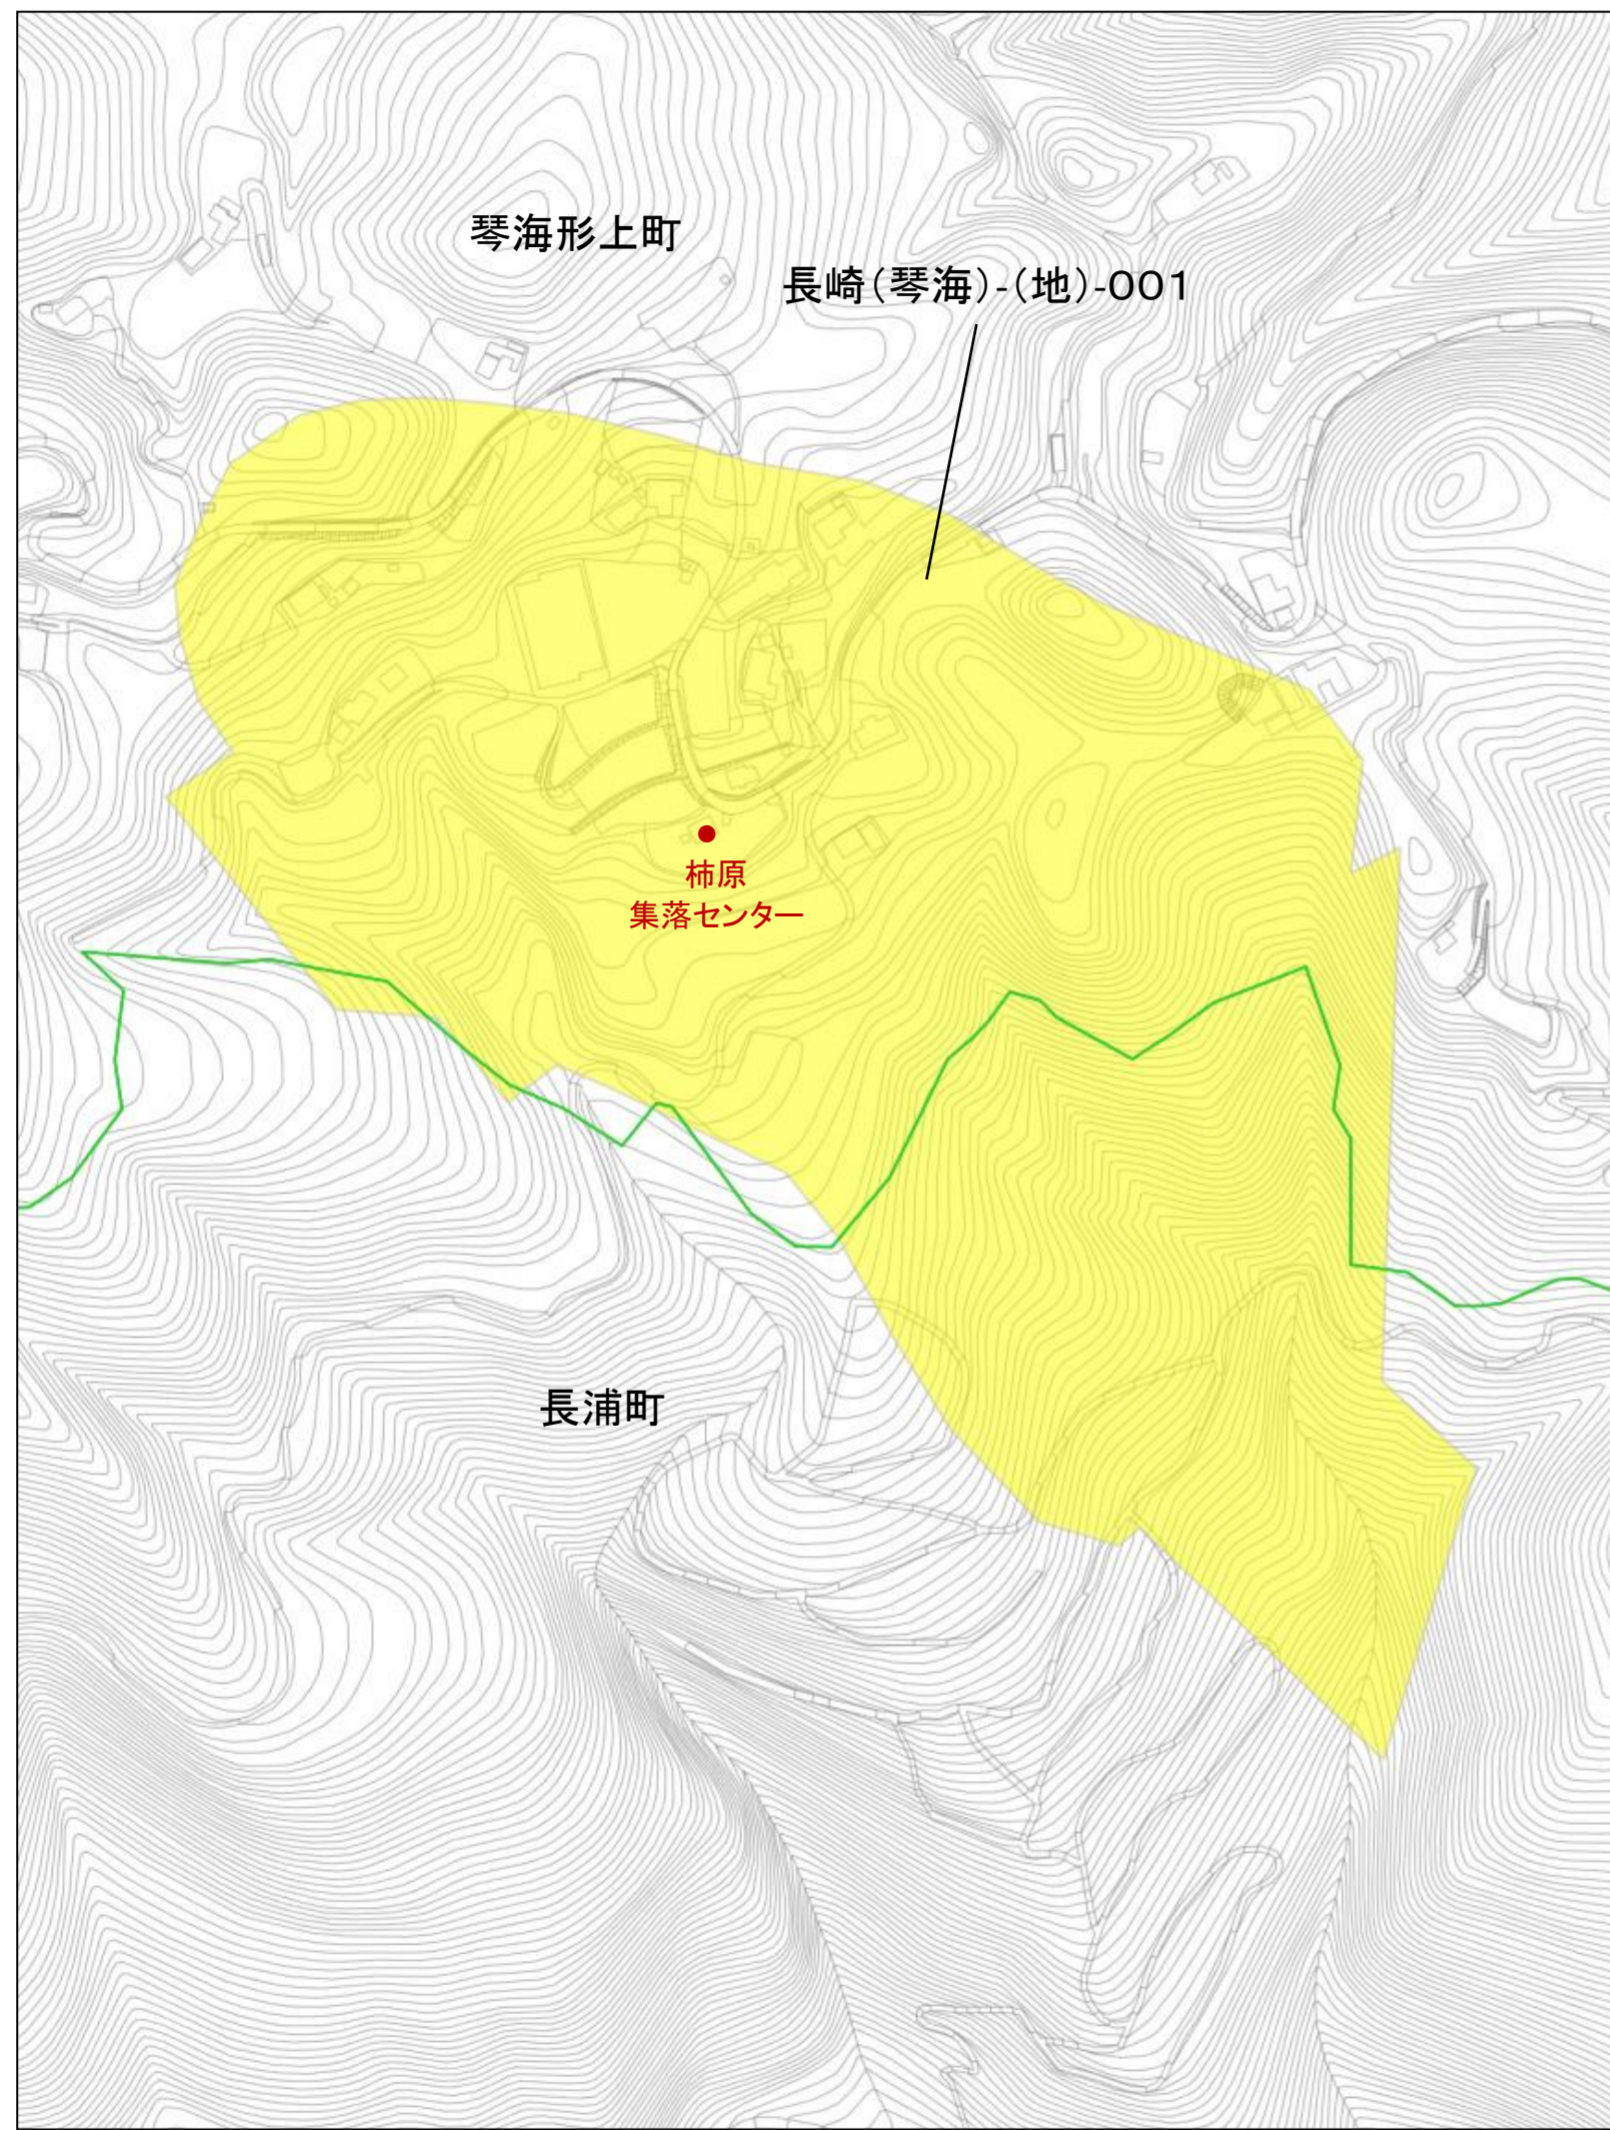 琴海形上町
長崎（琴海）-（地）-001
柿原
集落センター
長浦町